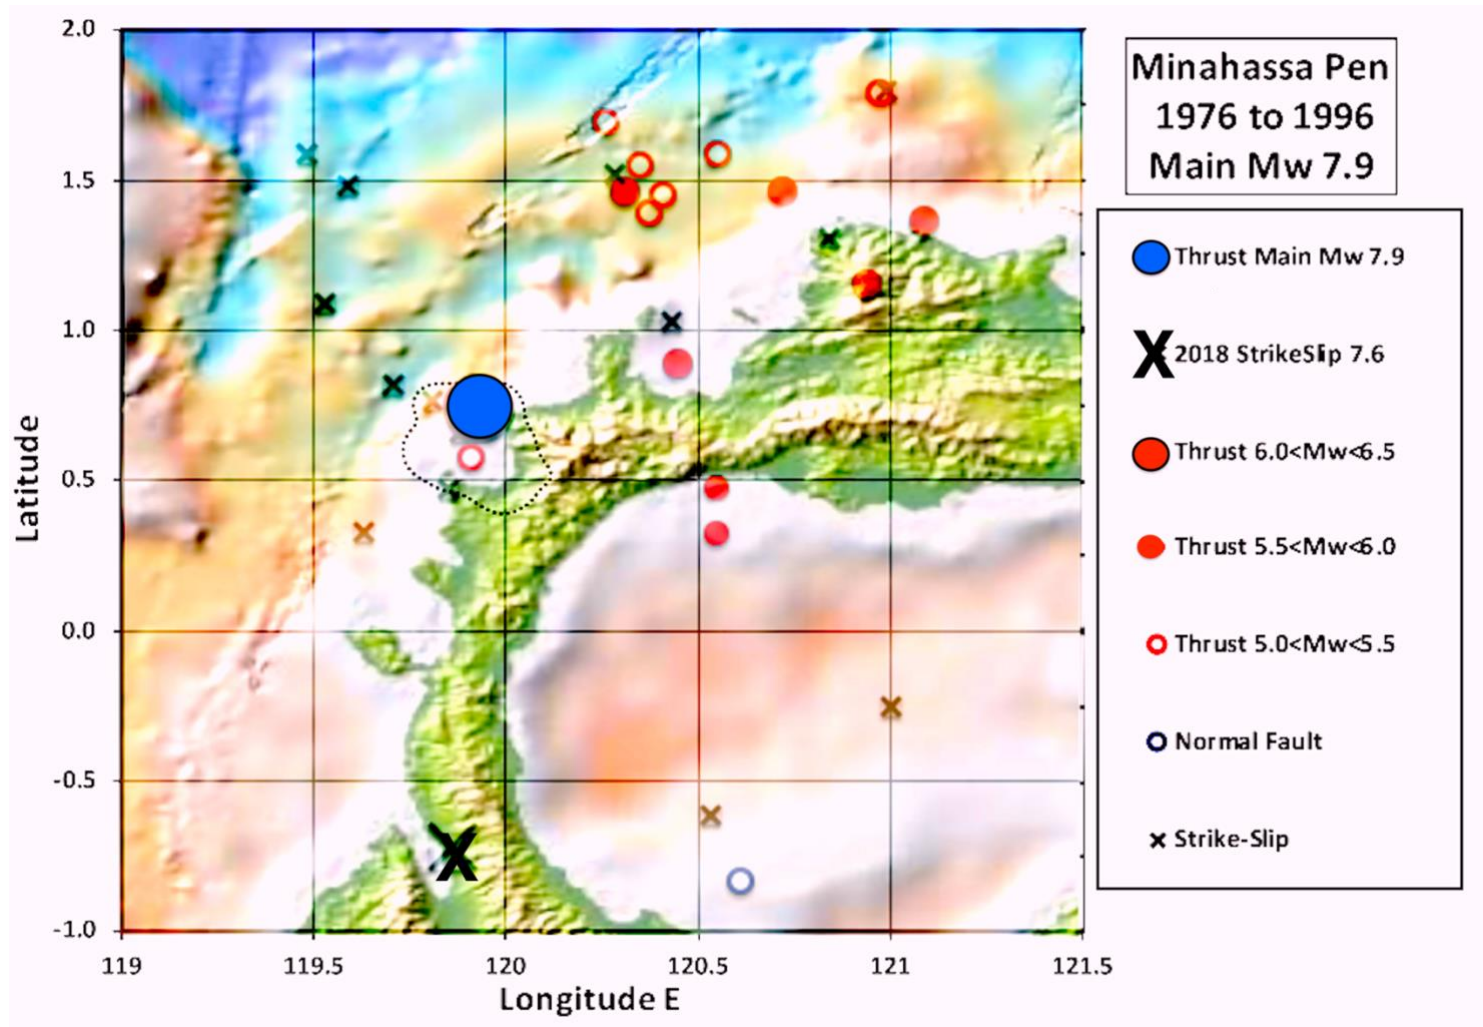 Minahassa Pen
1976 to 1996
Main Mw 7.9
Thrust Main Mw 7.9
2018 StrikeSlip 7.6
Thrust 6.0<Mw<6.5
Thrust 5.5<Mw<6.0
Thrust 5.0<Mw<5.5
Normal Fault
Strike-Slip
Latitude
2.0
1.5
1.0
0.5
0.0
-0.5
-1.0
119 119.5 120 120.5 121 121.5
Longitude E